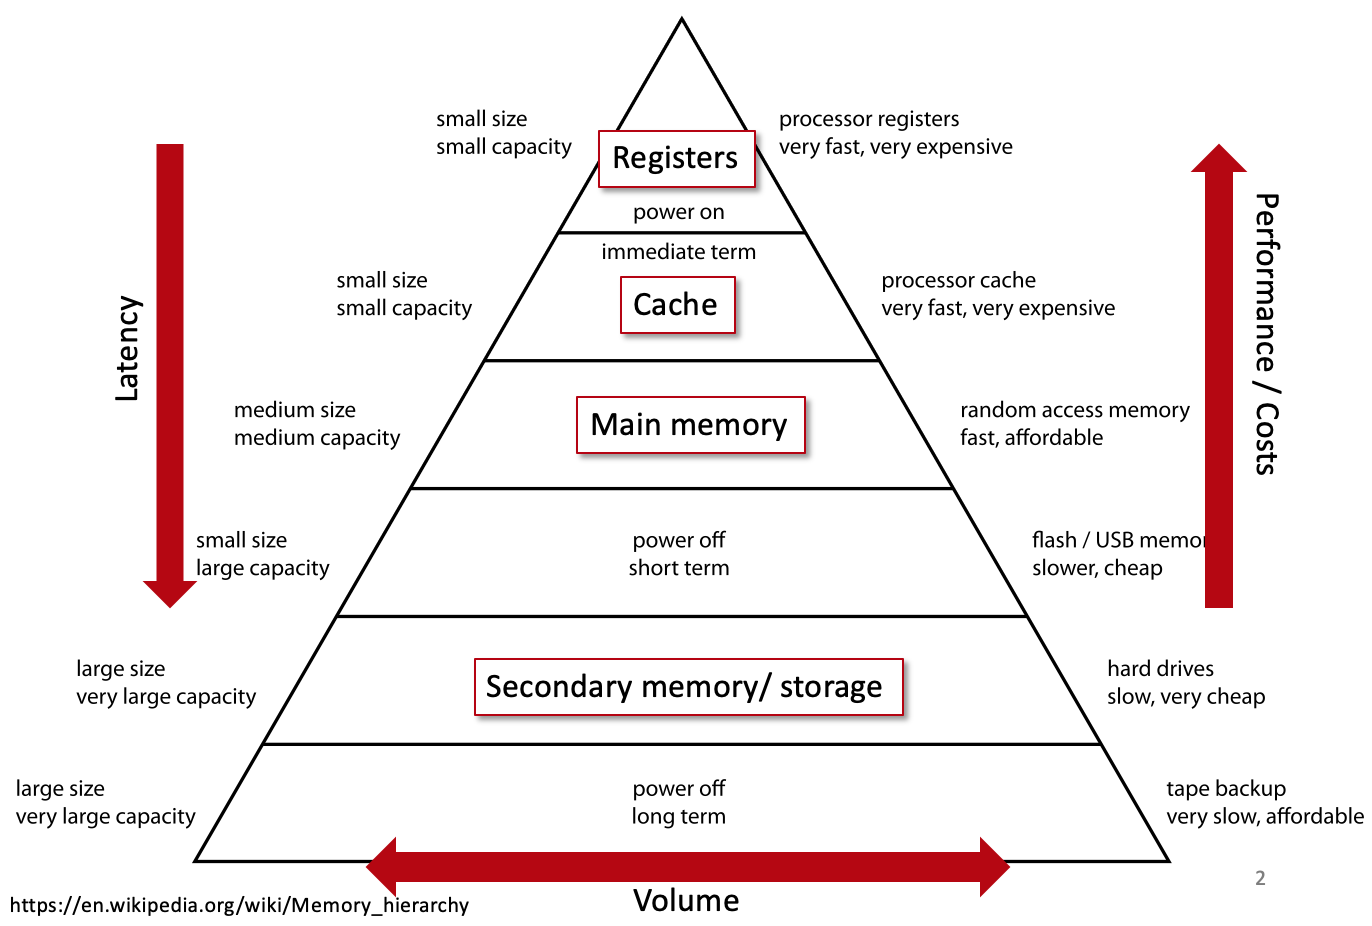 small size
small capacity
Registers
processor registers
very fast, very expensive
power on
immediate term
small size
small capacity
Cache
processor cache
very fast, very expensive
Latency
Performance / Costs
medium size
medium capacity
Main memory
random access memory
fast, affordable
small size
large capacity
power off
short term
flash / USB memor
slower, cheap
large size
very large capacity
Secondary memory/ storage
hard drives
slow, very cheap
large size
very large capacity
power off
long term
tape backup
very slow, affordable
Volume
2
https://en.wikipedia.org/wiki/Memory_hierarchy